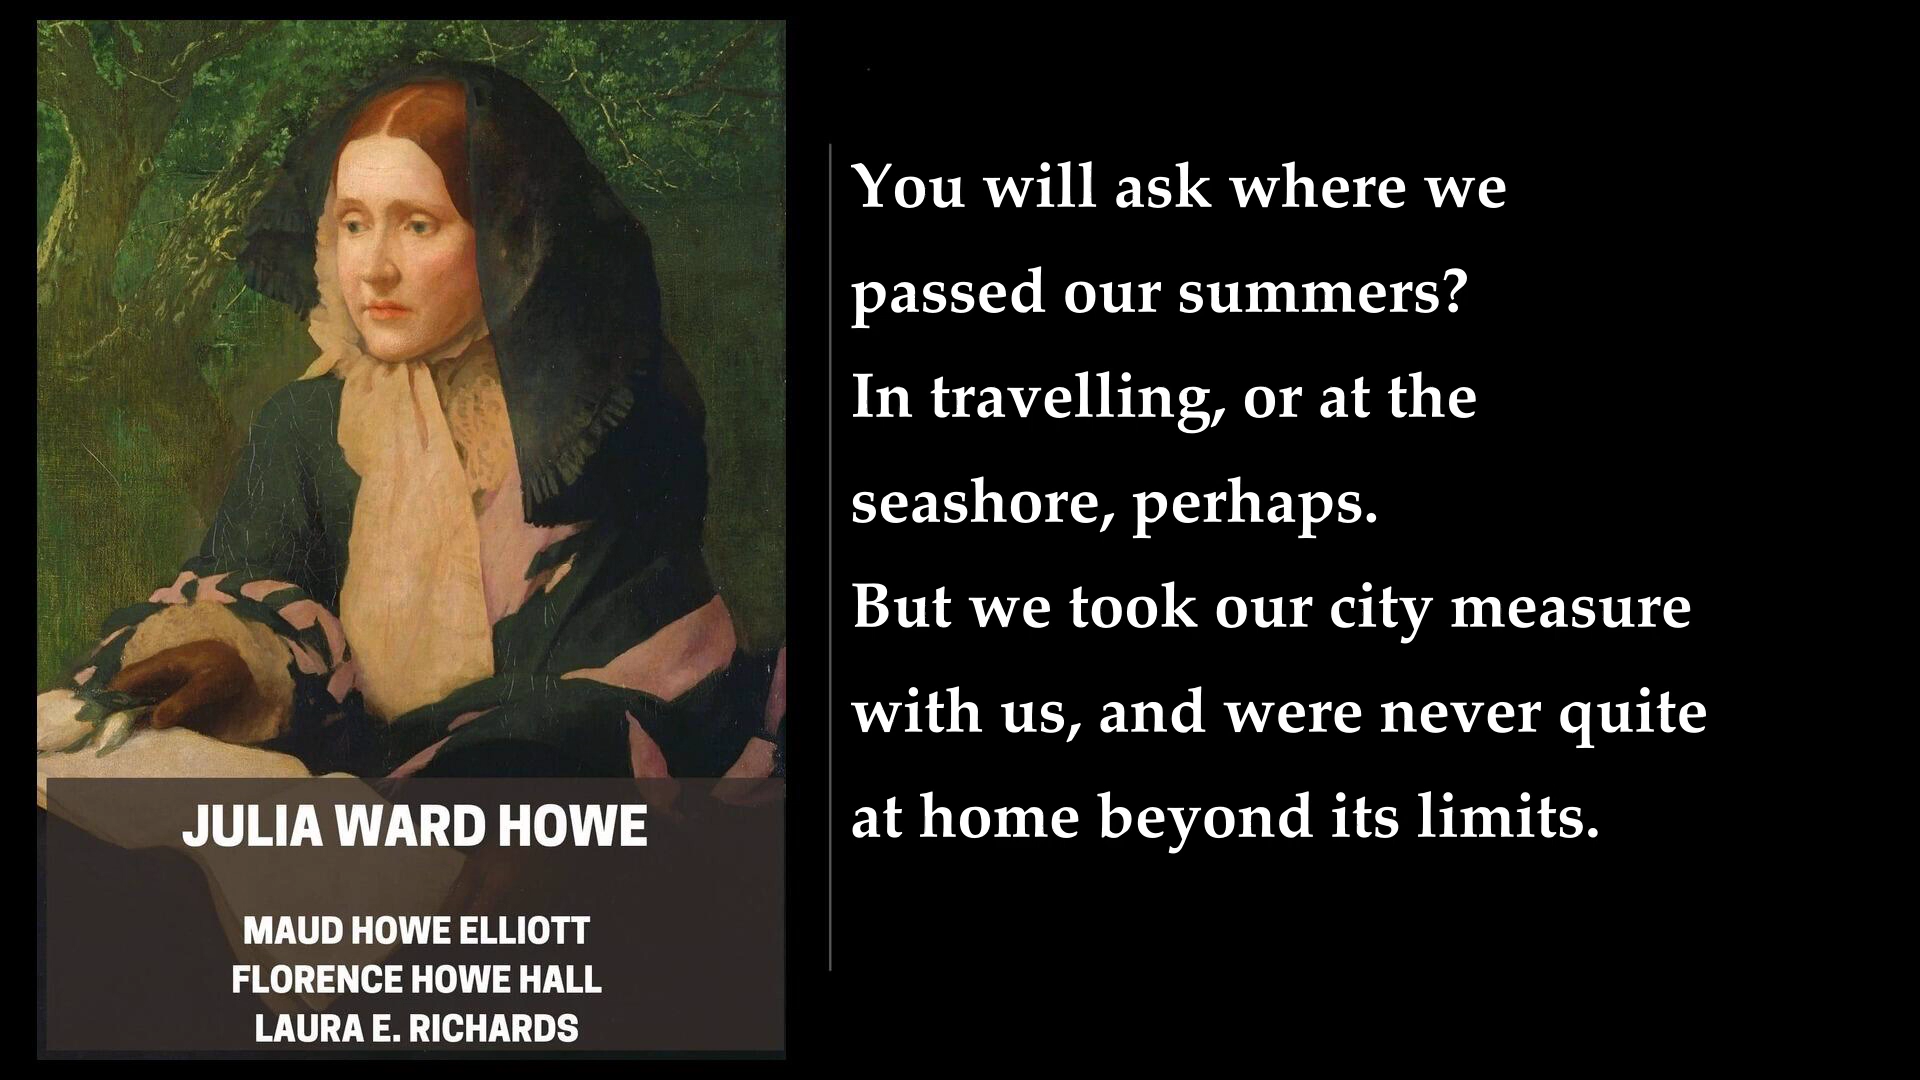 JULIA WARD HOWE
MAUD HOWE ELLIOTT
FLORENCE HOWE HALL
LAURA E. RICHARDS
You will ask where we
passed our summers?
In travelling, or at the
seashore, perhaps.
But we took our city measure
with us, and were never quite
at home beyond its limits.